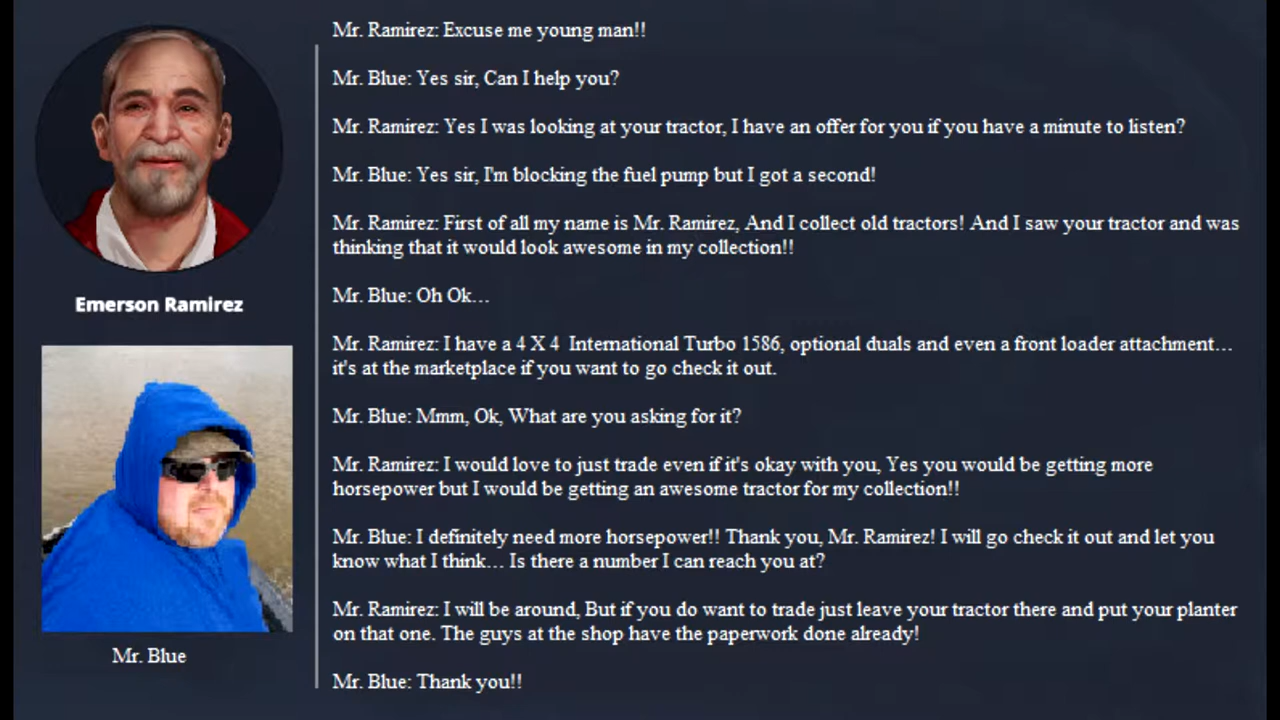 Mr. Ramirez: Excuse me young man!!
Mr. Blue: Yes sir, Can I help you?
Mr. Ramirez: Yes I was looking at your tractor, I have an offer for you if you have a minute to listen?
Mr. Blue: Yes sir, I'm blocking the fuel pump but I got a second!
Mr. Ramirez: First of all my name is Mr. Ramirez, And I collect old tractors! And I saw your tractor and was
thinking that it would look awesome in my collection!!
Mr. Blue: Oh Ok...
Mr. Ramirez: I have a 4 X 4  International Turbo 1586, optional duals and even a front loader attachment...
it's at the marketplace if you want to go check it out.
Mr. Blue: Mmm, Ok, What are you asking for it?
Mr. Ramirez: I would love to just trade even if it's okay with you, Yes you would be getting more
horsepower but I would be getting an awesome tractor for my collection!!
Mr. Blue: I definitely need more horsepower!! Thank you, Mr. Ramirez! I will go check it out and let you
know what I think... Is there a number I can reach you at?
Mr. Ramirez: I will be around, But if you do want to trade just leave your tractor there and put your planter
on that one. The guys at the shop have the paperwork done already!
Mr. Blue: Thank you!!
Emerson Ramirez
Mr. Blue